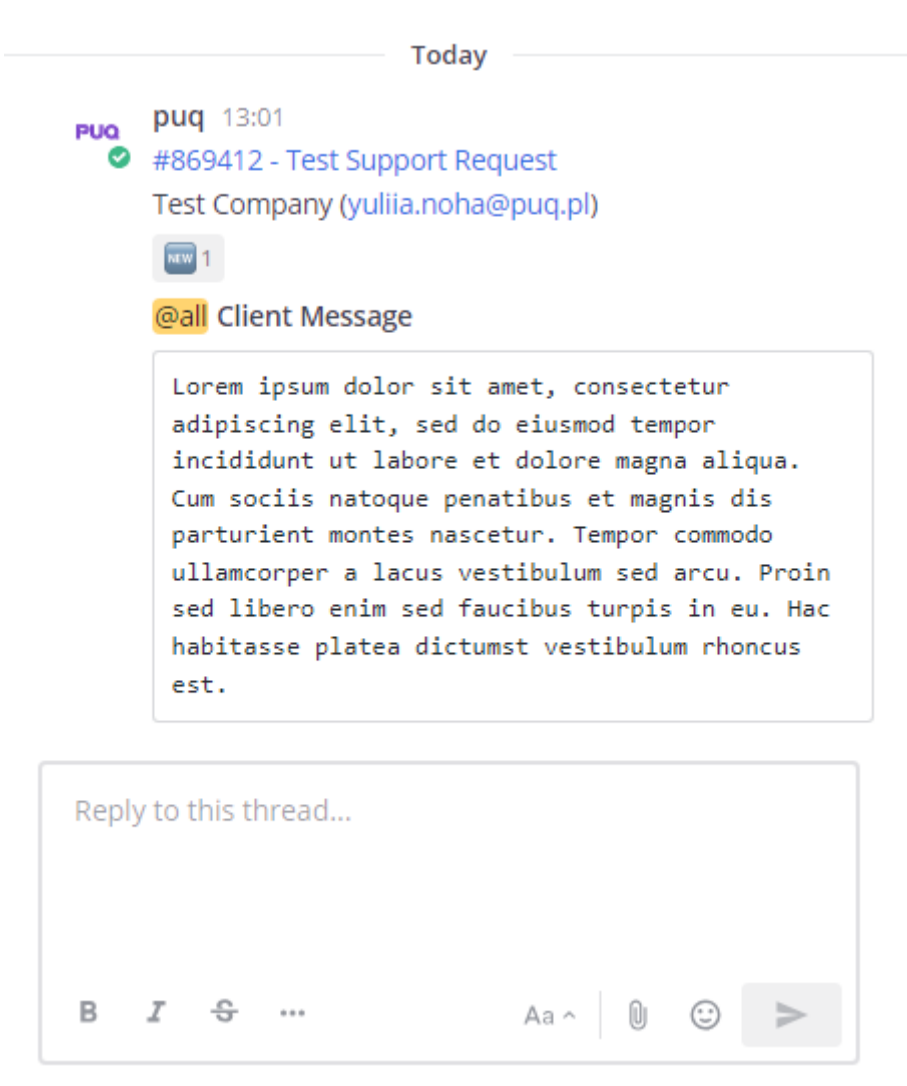 Today
PUQ
puq 13:01
#869412 - Test Support Request
Test Company (yuliia.noha@puq.pl)
NEW 1
@all Client Message
Lorem ipsum dolor sit amet, consectetur
adipiscing elit, sed do eiusmod tempor
incididunt ut labore et dolore magna aliqua.
Cum sociis natoque penatibus et magnis dis
parturient montes nascetur. Tempor commodo
ullamcorper a lacus vestibulum sed arcu. Proin
sed libero enim sed faucibus turpis in eu. Hac
habitasse platea dictumst vestibulum rhoncus
est.
Reply to this thread...
B I S ... Aa